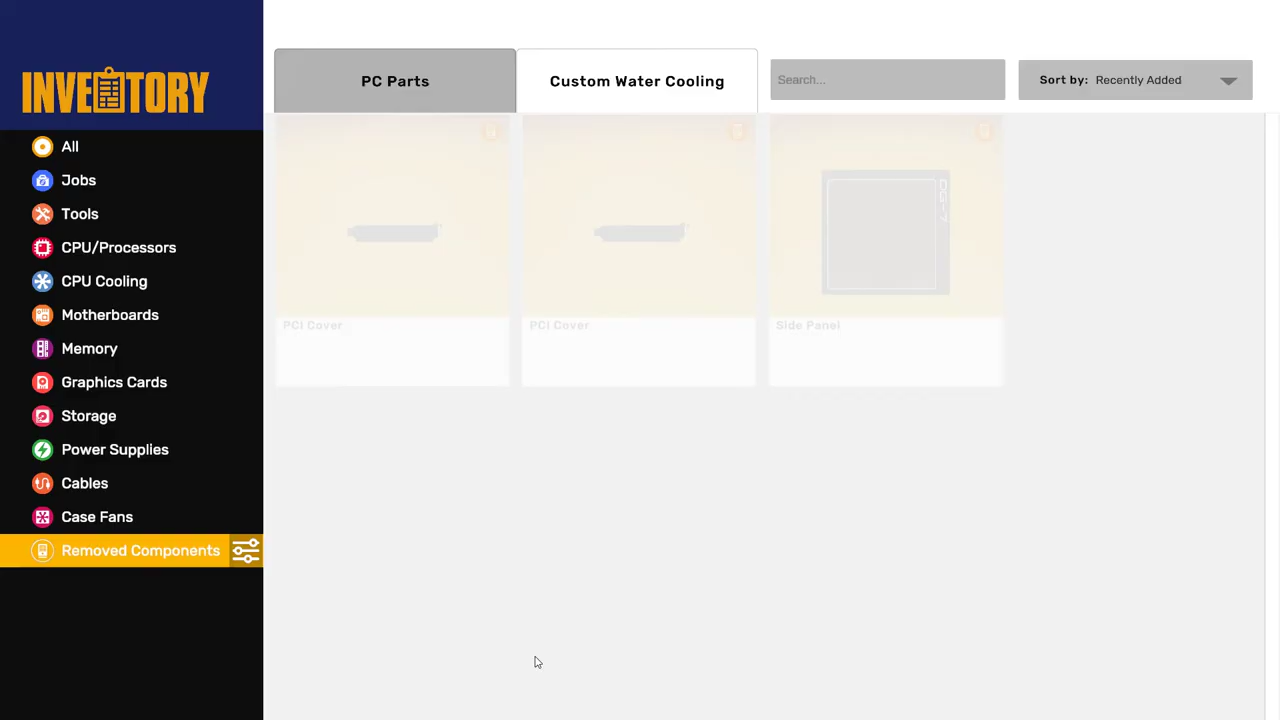 INVENTORY
PC Parts
Custom Water Cooling
Search...
Sort by: Recently Added
All
Jobs
Tools
CPU/Processors
CPU Cooling
Motherboards
Memory
Graphics Cards
Storage
Power Supplies
Cables
Case Fans
Removed Components
PCI Cover
PCI Cover
Side Panel